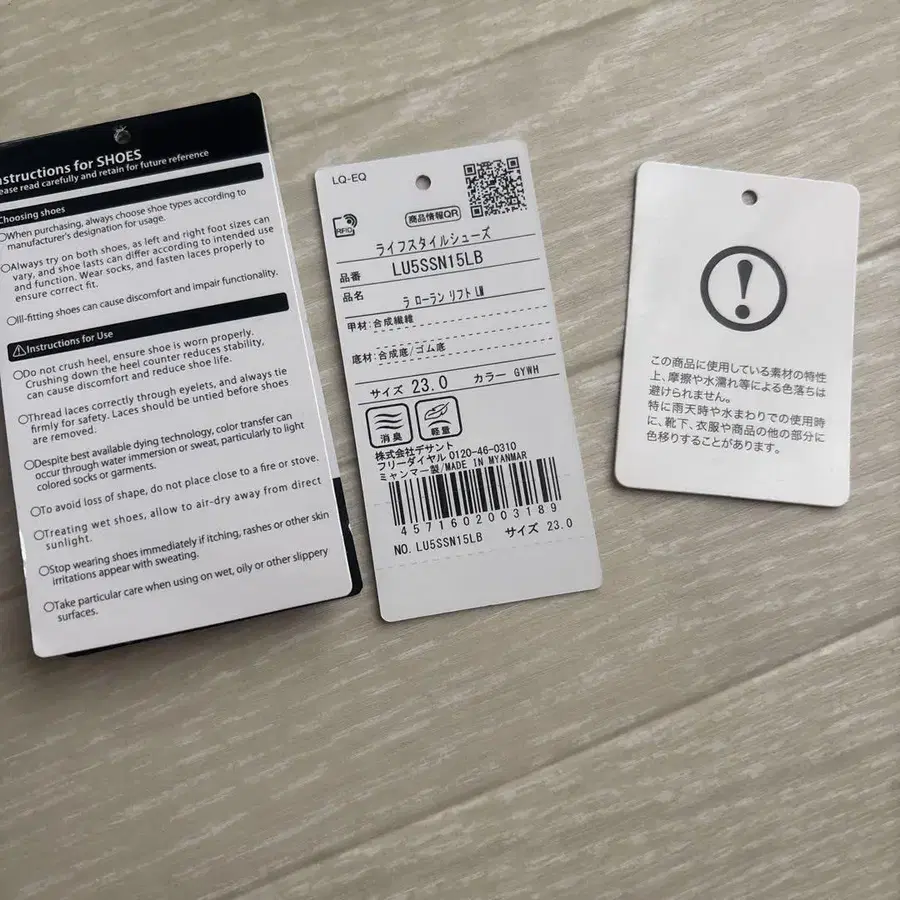 nstructions for SHOES
ease read carefully and retain for future reference
Choosing shoes
○When purchasing, always choose shoe types according to
manufacturer's designation for usage.
○Always try on both shoes, as left and right foot sizes can
vary, and shoe lasts can differ according to intended use
and function. Wear socks, and fasten laces properly to
ensure correct fit.
○Ill-fitting shoes can cause discomfort and impair functionality.
Instructions for Use
○Do not crush heel, ensure shoe is worn properly.
Crushing down the heel counter reduces stability,
can cause discomfort and reduce shoe life.
○Thread laces correctly through eyelets, and always tie
firmly for safety. Laces should be untied before shoes
are removed.
○Despite best available dying technology, color transfer can
occur through water immersion or sweat, particularly to light
colored socks or garments.
○To avoid loss of shape, do not place close to a fire or stove.
○Treating wet shoes, allow to air-dry away from direct
sunlight.
○Stop wearing shoes immediately if itching, rashes or other skin
irritations appear with sweating.
○Take particular care when using on wet, oily or other slippery
surfaces.
LQ-EQ
RFID
商品情報QR
ライフスタイルシューズ
品番 LU5SSN15LB
品名 ラ ローラン リフト LW
甲材:合成繊維
底材:合成底/ゴム底
サイズ 23.0 カラー GYWH
消臭 軽量
株式会社デサント
フリーダイヤル 0120-46-0310
ミャンマー製/MADE IN MYANMAR
4571602003189
NO. LU5SSN15LB サイズ 23.0
!
この商品に使用している素材の特性
上、摩擦や水濡れ等による色落ちは
避けられません。
特に雨天時や水まわりでの使用時
に、靴下、衣服や商品の他の部分に
色移りすることがあります。